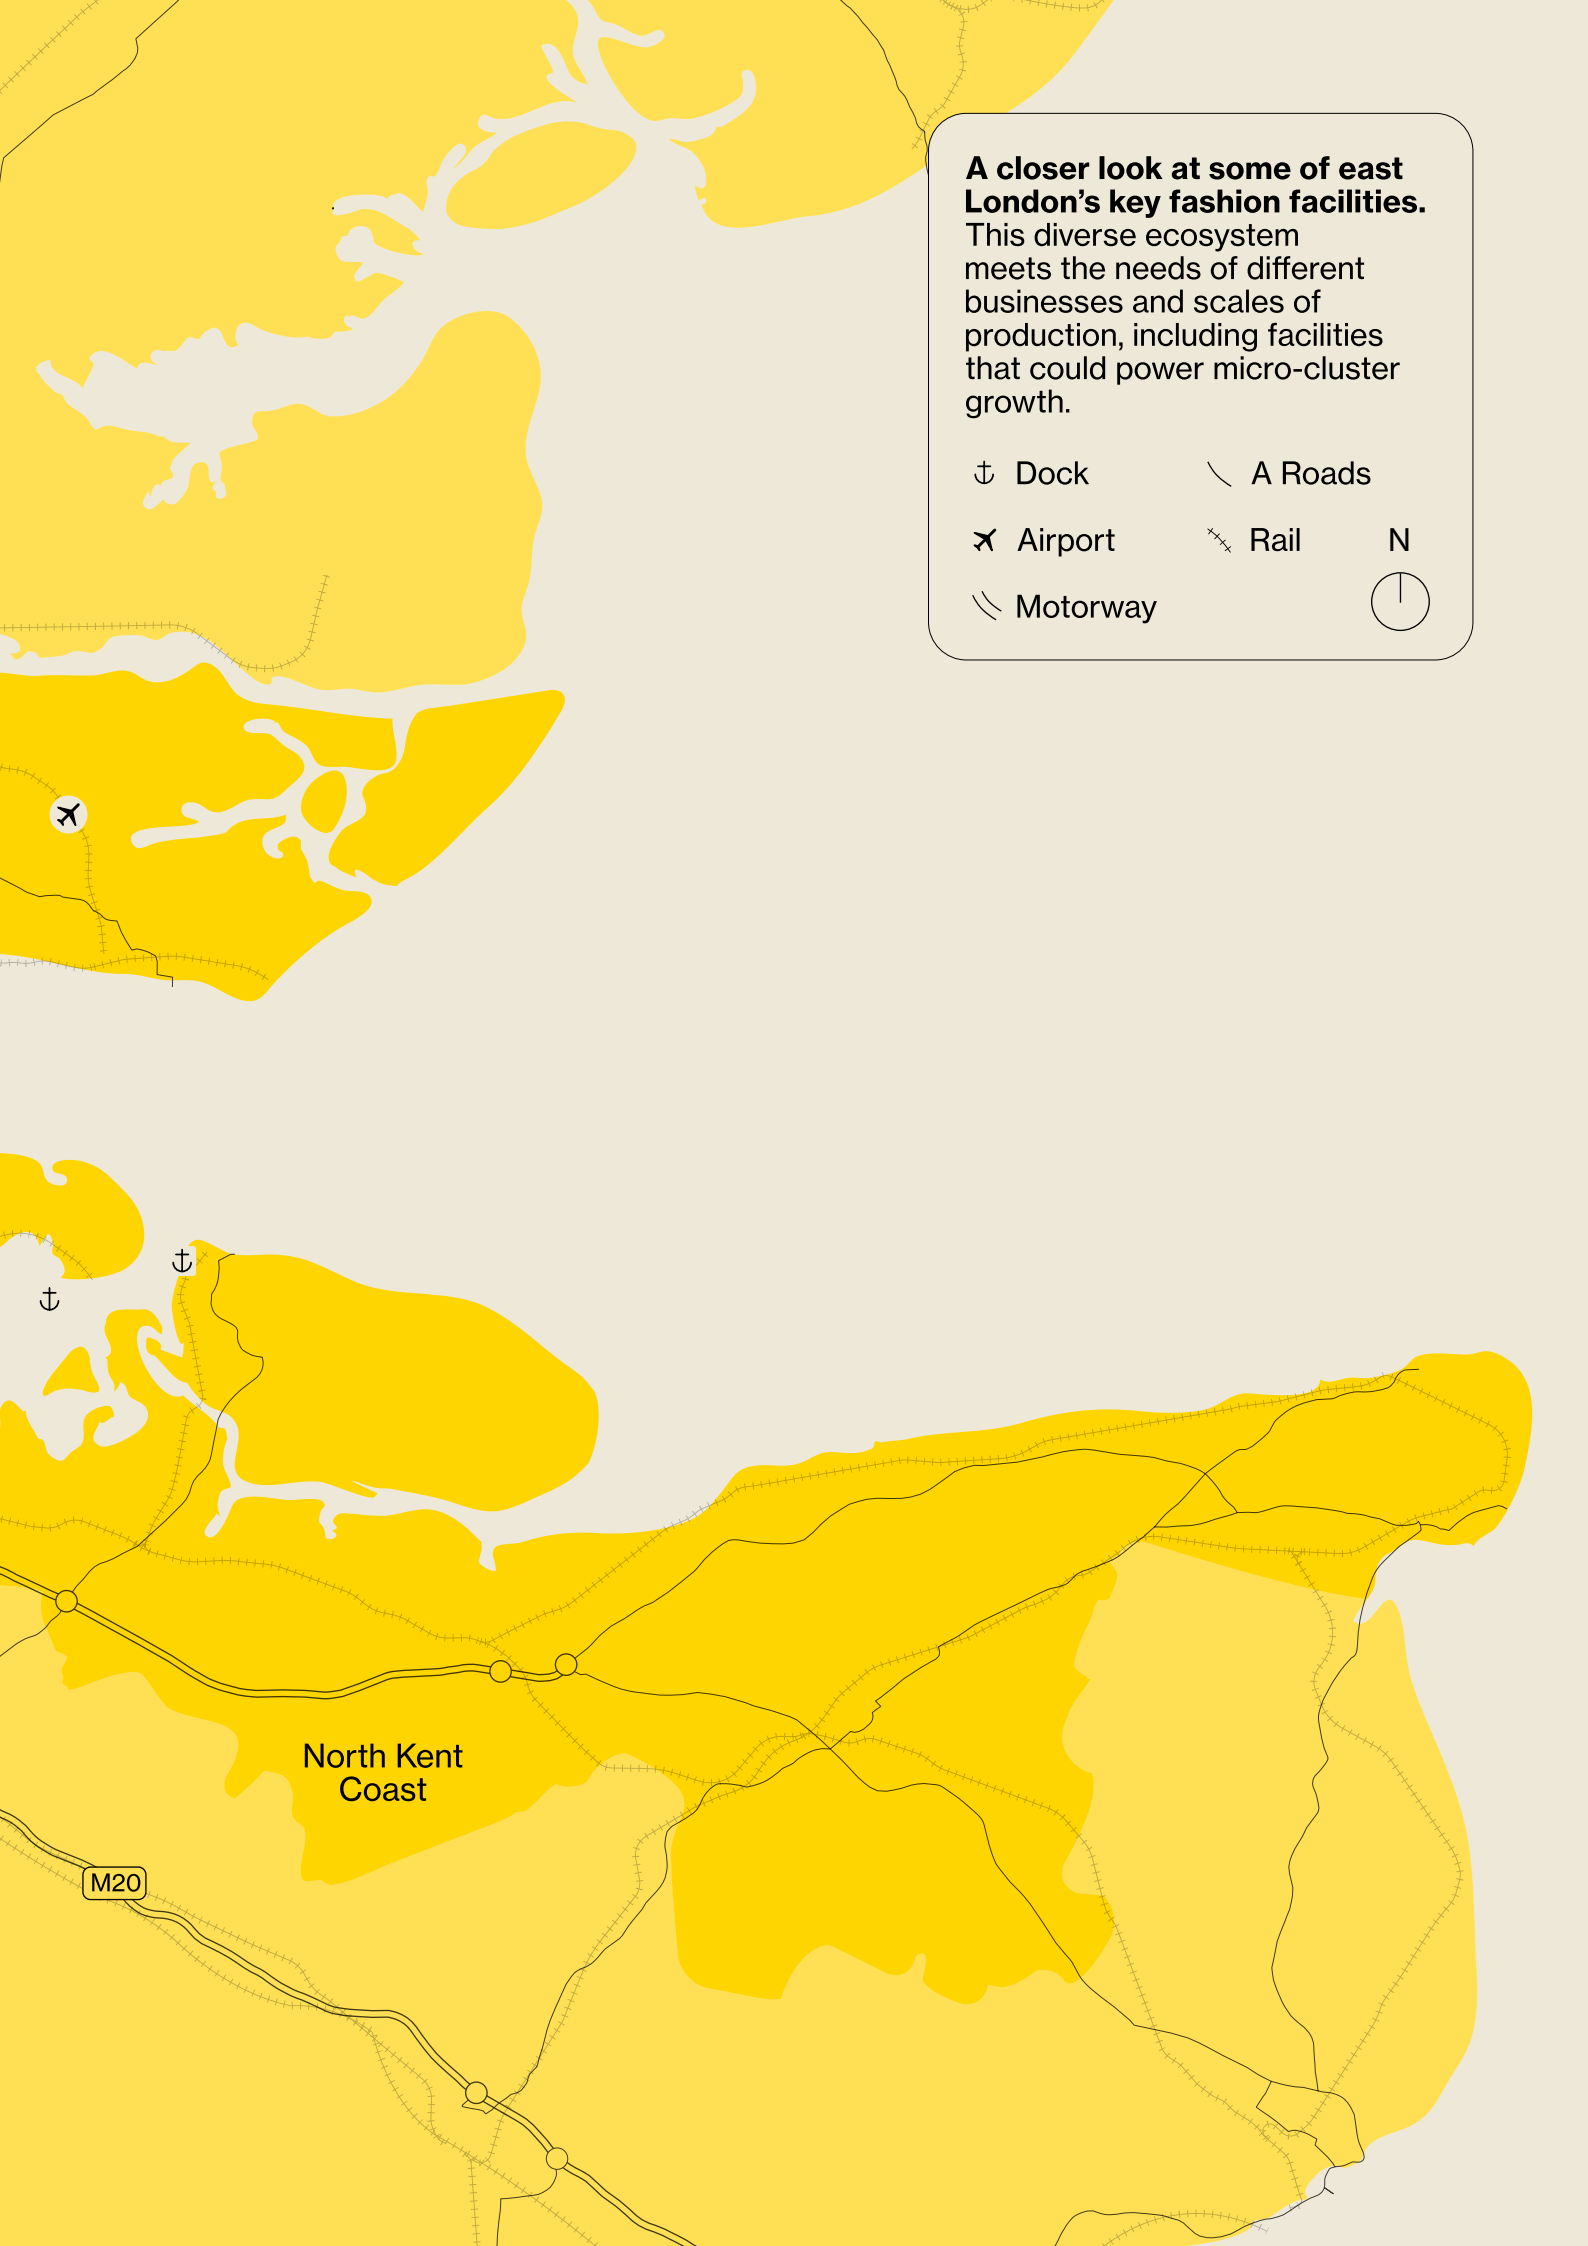 A closer look at some of east
London’s key fashion facilities.
This diverse ecosystem
meets the needs of different
businesses and scales of
production, including facilities
that could power micro-cluster
growth.
Dock
A Roads
Airport
Rail
N
Motorway
North Kent
Coast
M20